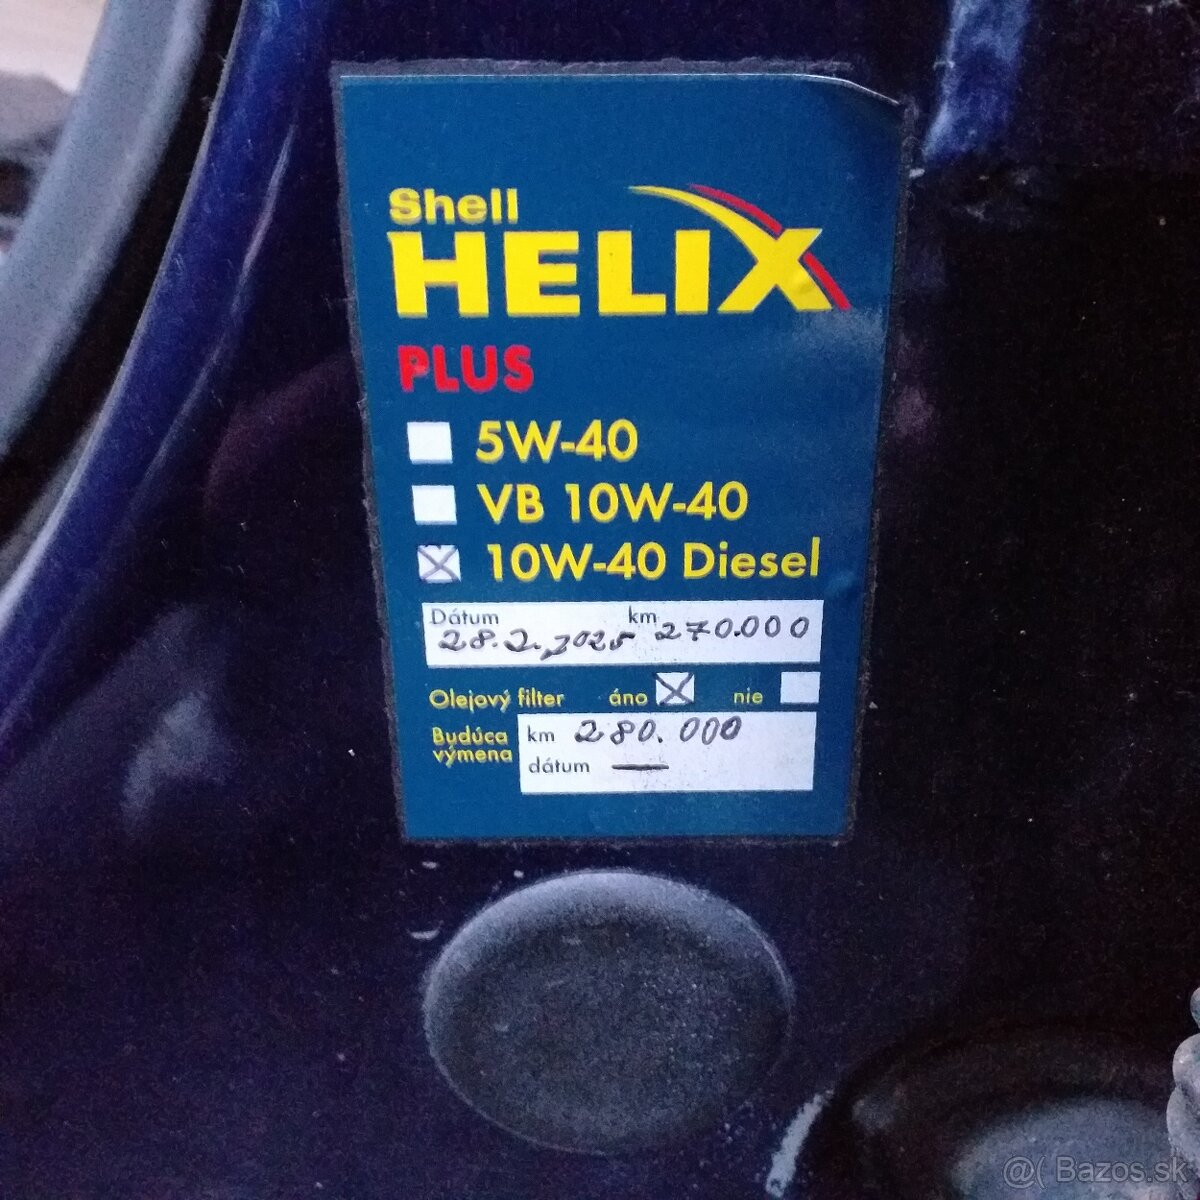 Shell
HELIX
PLUS
5W-40
VB 10W-40
10W-40 Diesel
Dátum km
28.2.2025 270.000
Olejový filter áno nie
Budúca výmena
km 280.000
dátum —
@( Bazos.sk